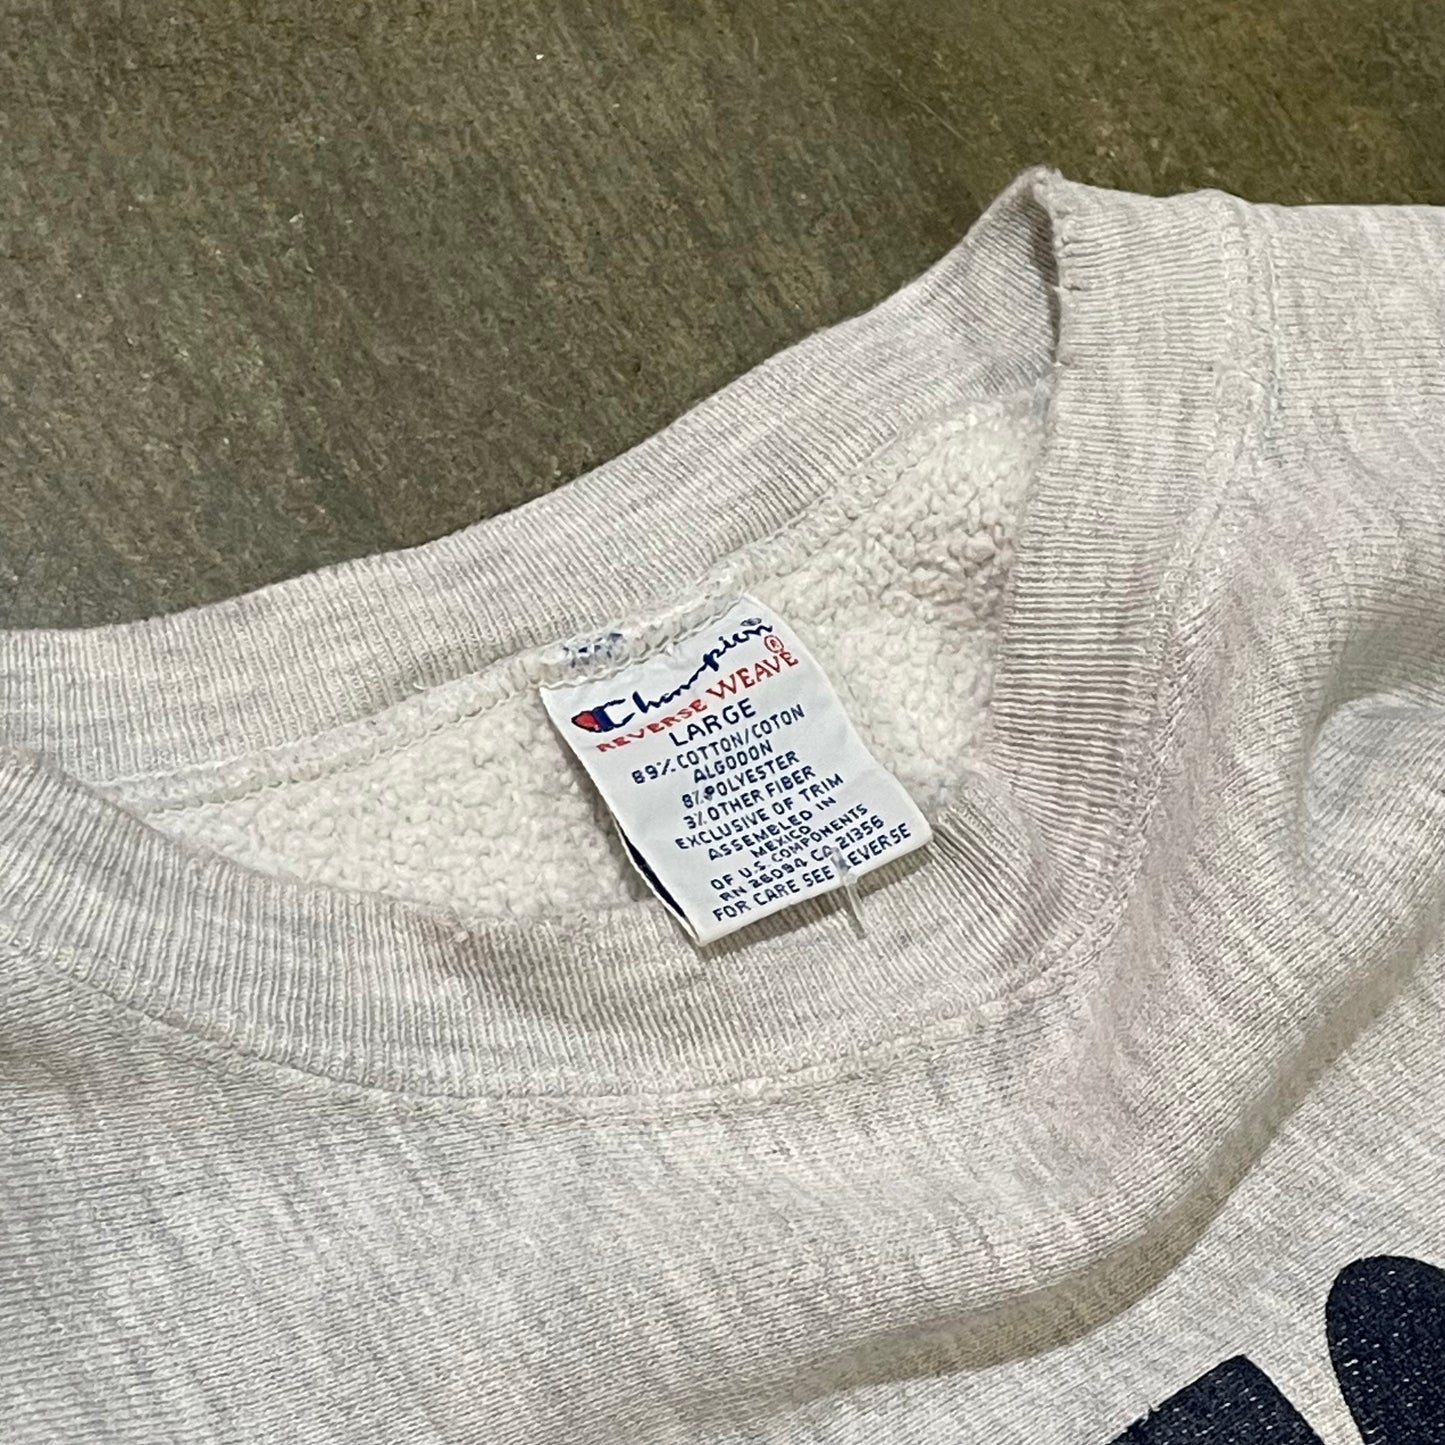 Champion
REVERSE WEAVE®
LARGE
89% COTTON/COTON
ALGODON
8% POLYESTER
3% OTHER FIBER
EXCLUSIVE OF TRIM
ASSEMBLED IN
MEXICO
OF U.S. COMPONENTS
RN 26094 CA 21356
FOR CARE SEE REVERSE